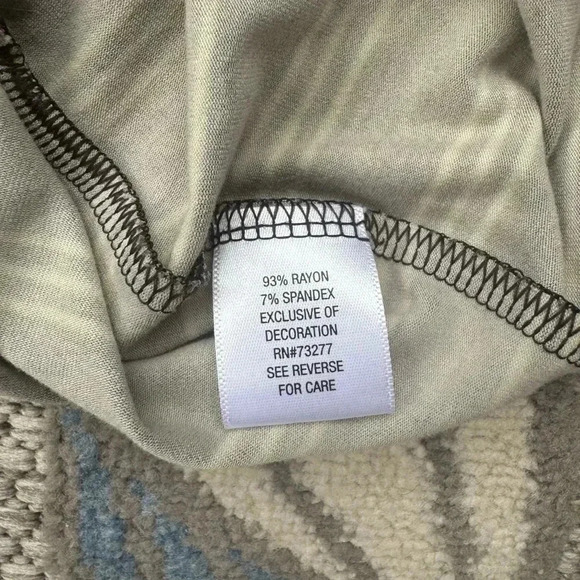 93% RAYON
7% SPANDEX
EXCLUSIVE OF
DECORATION
RN#73277
SEE REVERSE
FOR CARE